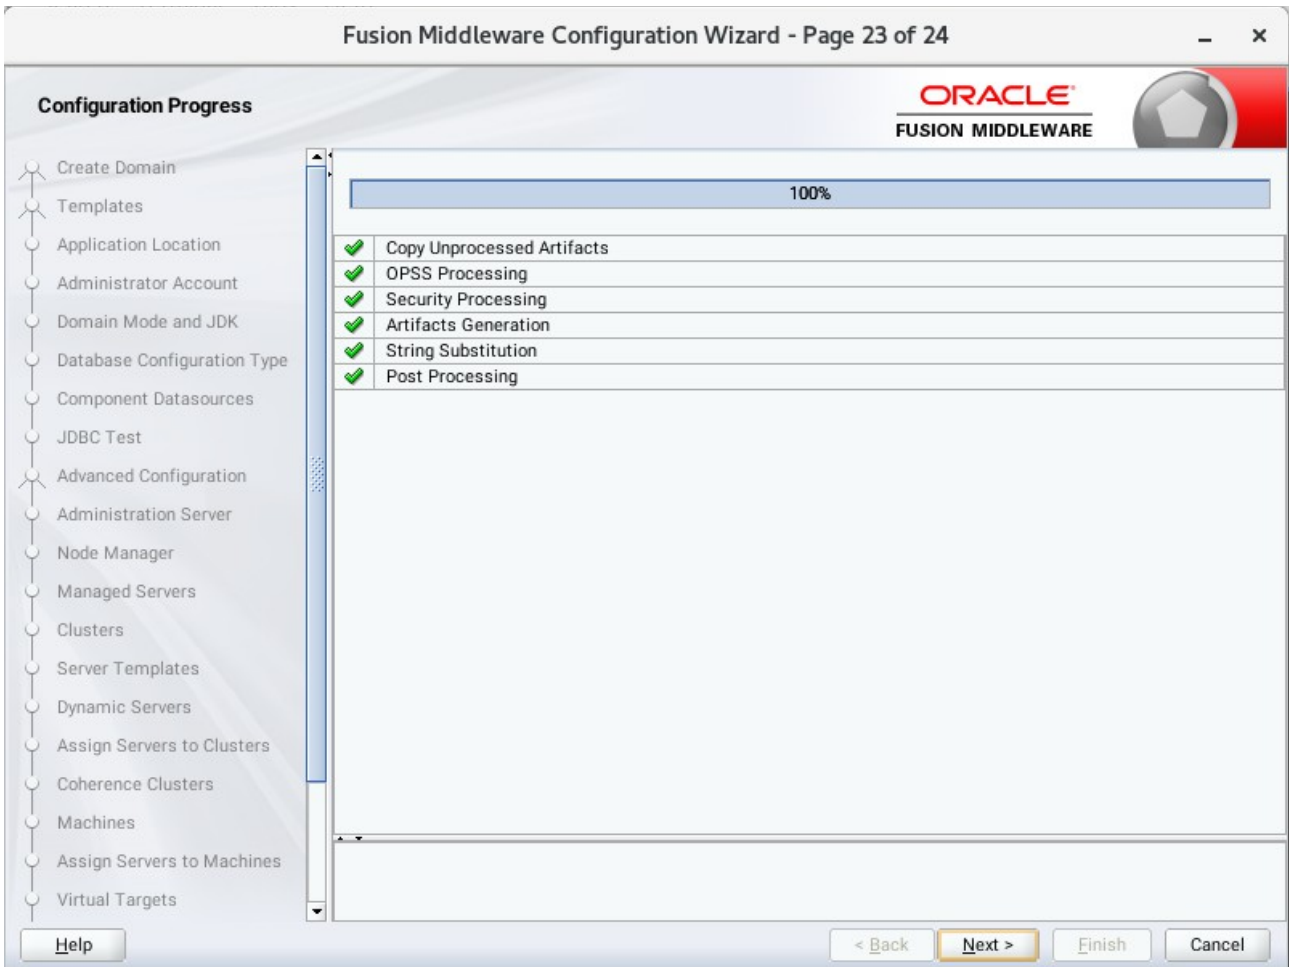 Fusion Middleware Configuration Wizard - Page 23 of 24
Configuration Progress
ORACLE
FUSION MIDDLEWARE
Create Domain
Templates
Application Location
Administrator Account
Domain Mode and JDK
Database Configuration Type
Component Datasources
JDBC Test
Advanced Configuration
Administration Server
Node Manager
Managed Servers
Clusters
Server Templates
Dynamic Servers
Assign Servers to Clusters
Coherence Clusters
Machines
Assign Servers to Machines
Virtual Targets
100%
Copy Unprocessed Artifacts
OPSS Processing
Security Processing
Artifacts Generation
String Substitution
Post Processing
Help
< Back
Next >
Finish
Cancel